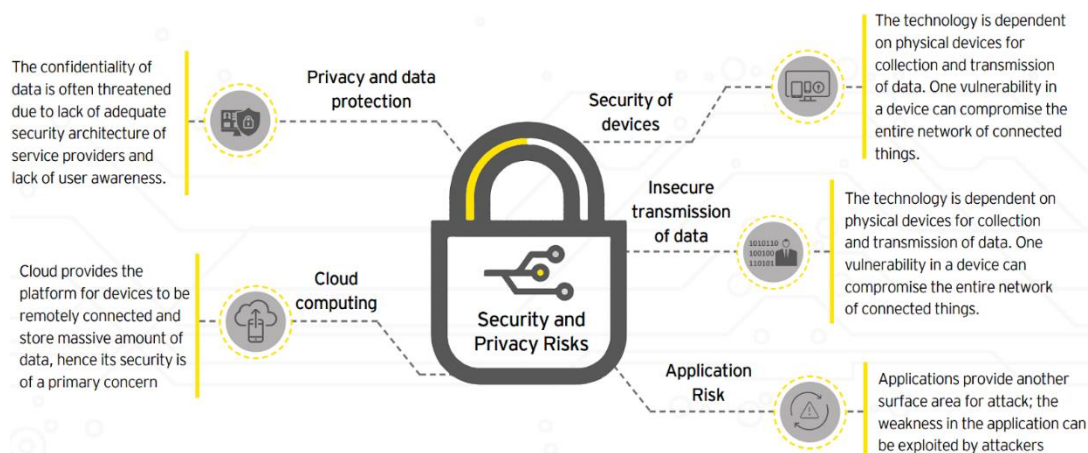 The confidentiality of
data is often threatened
due to lack of adequate
security architecture of
service providers and
lack of user awareness.
Privacy and data
protection
Security of
devices
The technology is dependent
on physical devices for
collection and transmission
of data. One vulnerability in
a device can compromise the
entire network of connected
things.
Insecure
transmission
of data
1010110
100100
110101
The technology is dependent on
physical devices for collection
and transmission of data. One
vulnerability in a device can
compromise the entire network
of connected things.
Cloud provides the
platform for devices to be
remotely connected and
store massive amount of
data, hence its security is
of a primary concern
Cloud
computing
Security and
Privacy Risks
Application
Risk
Applications provide another
surface area for attack; the
weakness in the application can
be exploited by attackers